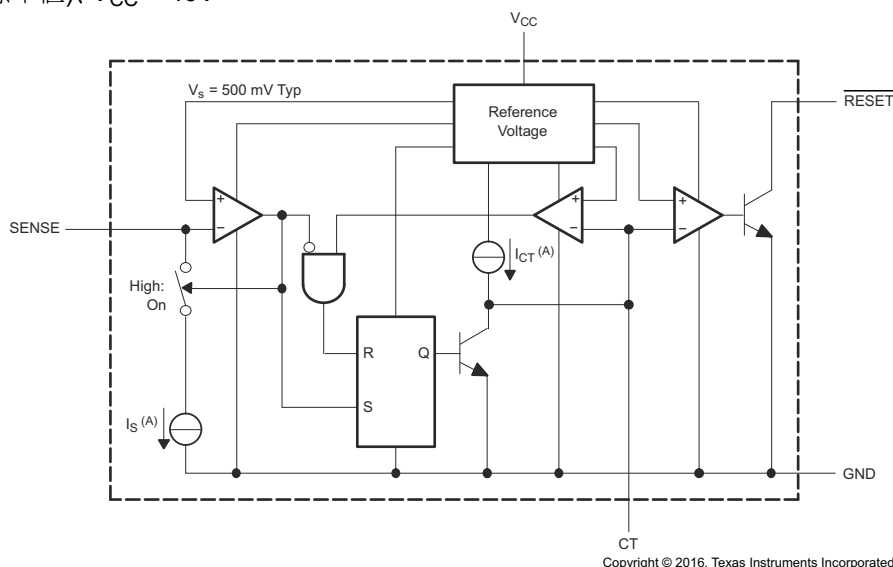 V_CC
V_s = 500 mV Typ
Reference
Voltage
RESET
+
−
+
−
+
−
SENSE
I_CT (A)
High:
On
R
Q
S
I_S (A)
GND
CT
Copyright © 2016, Texas Instruments Incorporated